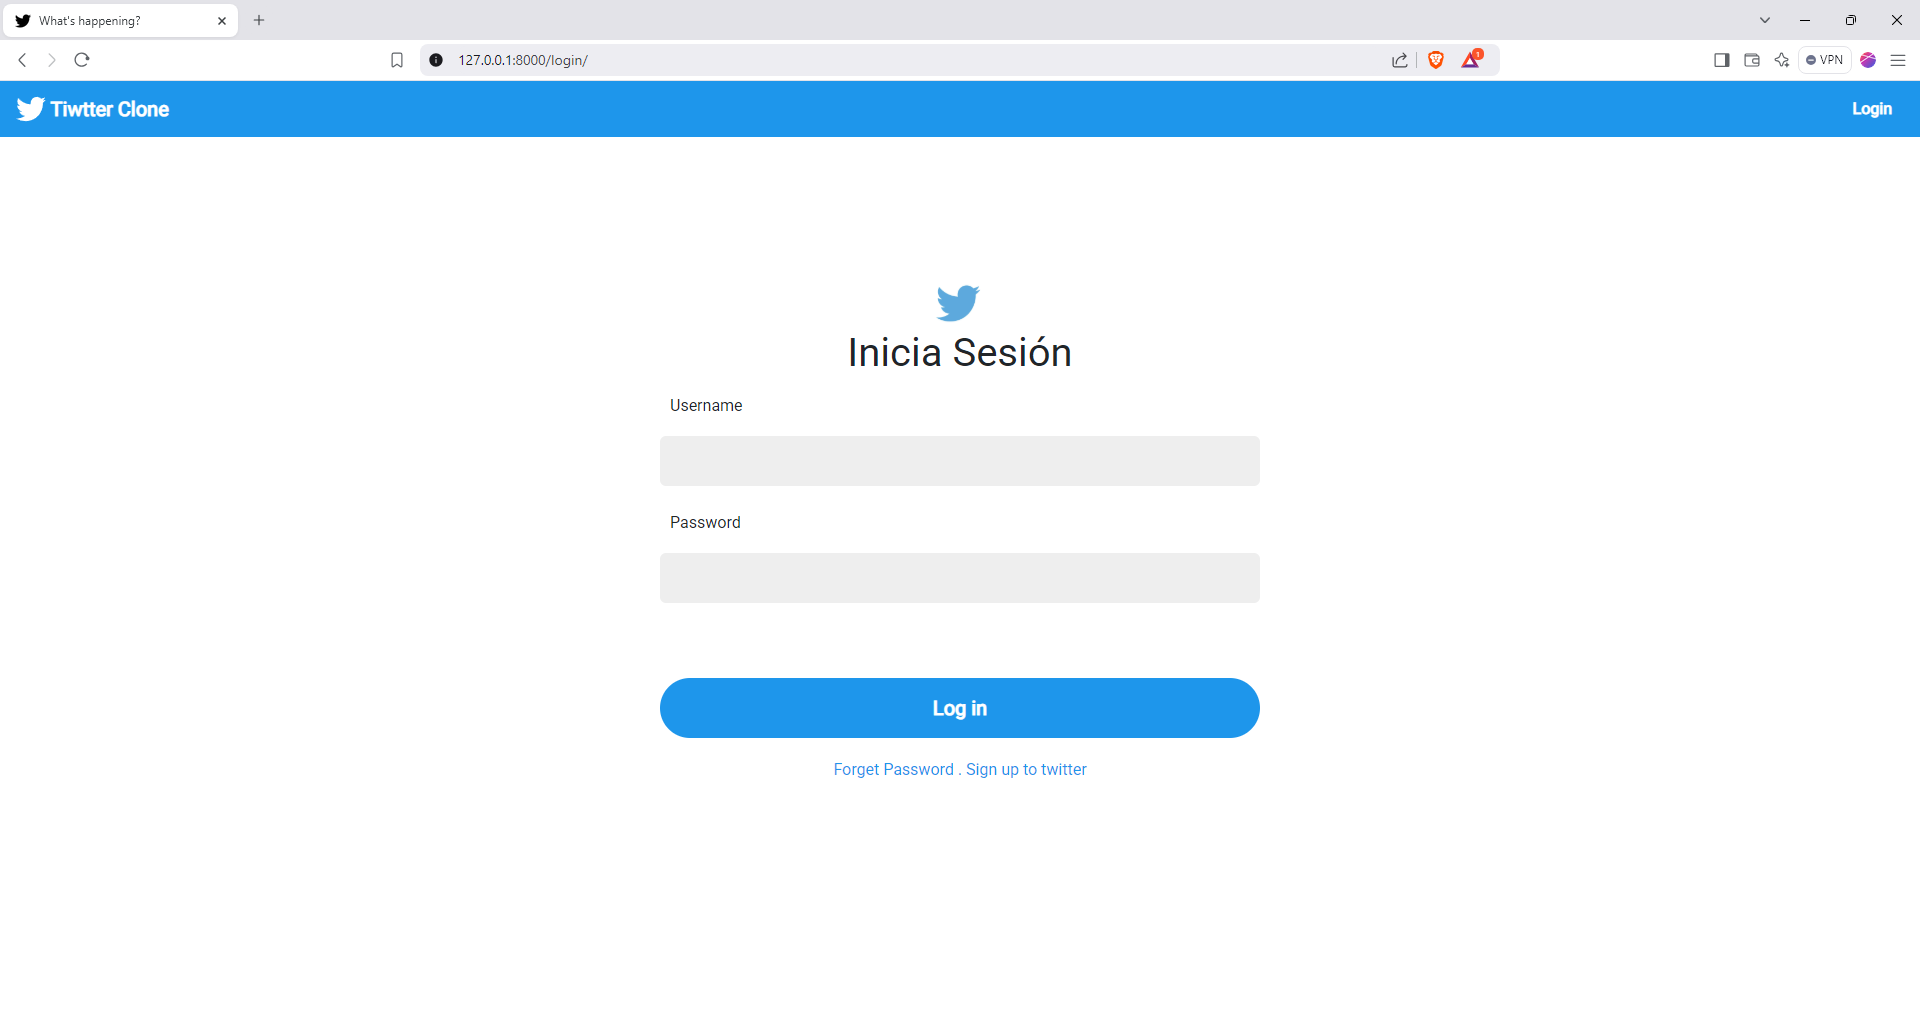 What's happening?
127.0.0.1:8000/login/
1
VPN
Tiwtter Clone
Login
Inicia Sesión
Username
Password
Log in
Forget Password . Sign up to twitter